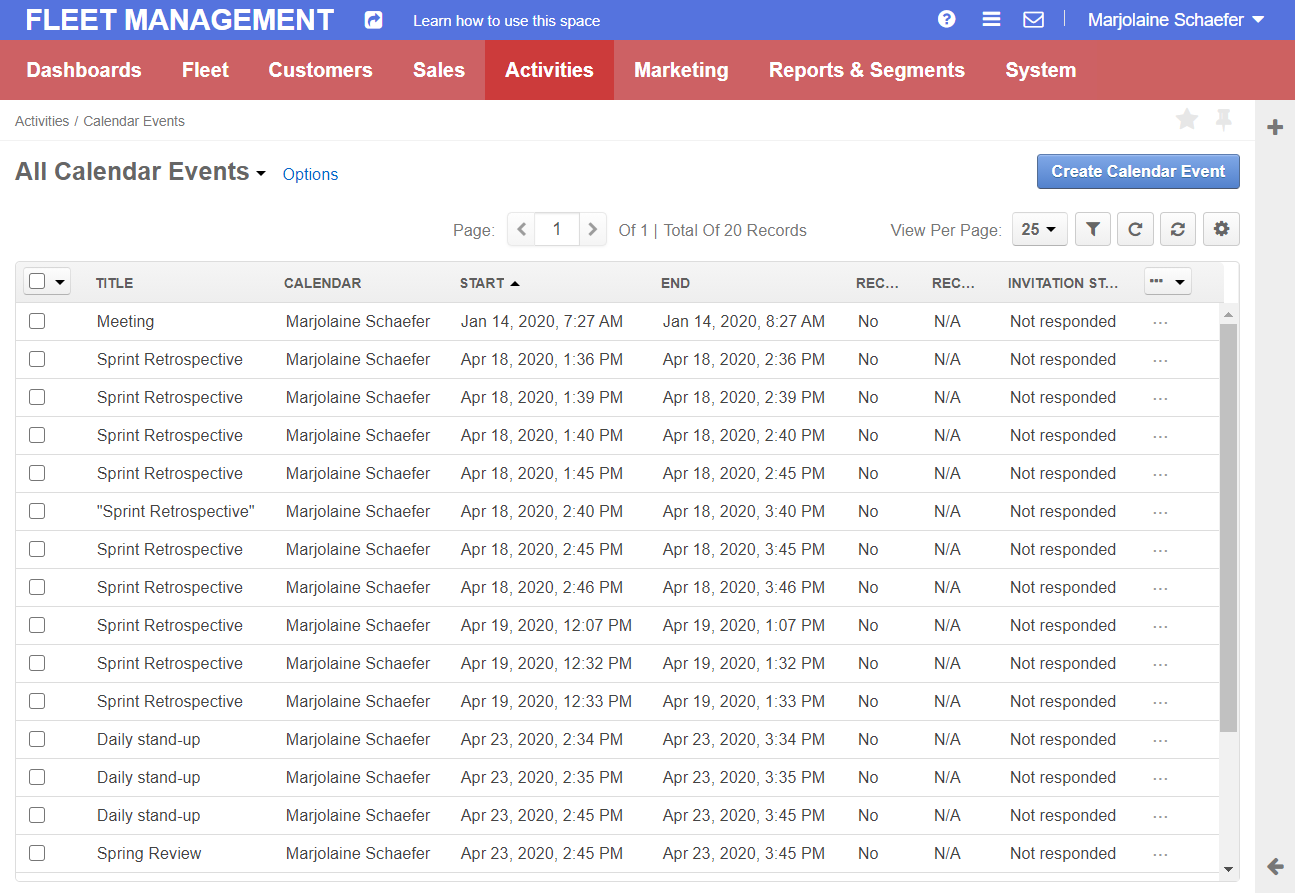 FLEET MANAGEMENT Learn how to use this space Marjolaine Schaefer
Dashboards Fleet Customers Sales Activities Marketing Reports & Segments System
Activities / Calendar Events
All Calendar Events Options Create Calendar Event
Page: 1 Of 1 | Total Of 20 Records View Per Page: 25
TITLE CALENDAR START END REC... REC... INVITATION ST...
Meeting Marjolaine Schaefer Jan 14, 2020, 7:27 AM Jan 14, 2020, 8:27 AM No N/A Not responded ...
Sprint Retrospective Marjolaine Schaefer Apr 18, 2020, 1:36 PM Apr 18, 2020, 2:36 PM No N/A Not responded ...
Sprint Retrospective Marjolaine Schaefer Apr 18, 2020, 1:39 PM Apr 18, 2020, 2:39 PM No N/A Not responded ...
Sprint Retrospective Marjolaine Schaefer Apr 18, 2020, 1:40 PM Apr 18, 2020, 2:40 PM No N/A Not responded ...
Sprint Retrospective Marjolaine Schaefer Apr 18, 2020, 1:45 PM Apr 18, 2020, 2:45 PM No N/A Not responded ...
"Sprint Retrospective" Marjolaine Schaefer Apr 18, 2020, 2:40 PM Apr 18, 2020, 3:40 PM No N/A Not responded ...
Sprint Retrospective Marjolaine Schaefer Apr 18, 2020, 2:45 PM Apr 18, 2020, 3:45 PM No N/A Not responded ...
Sprint Retrospective Marjolaine Schaefer Apr 18, 2020, 2:46 PM Apr 18, 2020, 3:46 PM No N/A Not responded ...
Sprint Retrospective Marjolaine Schaefer Apr 19, 2020, 12:07 PM Apr 19, 2020, 1:07 PM No N/A Not responded ...
Sprint Retrospective Marjolaine Schaefer Apr 19, 2020, 12:32 PM Apr 19, 2020, 1:32 PM No N/A Not responded ...
Sprint Retrospective Marjolaine Schaefer Apr 19, 2020, 12:33 PM Apr 19, 2020, 1:33 PM No N/A Not responded ...
Daily stand-up Marjolaine Schaefer Apr 23, 2020, 2:34 PM Apr 23, 2020, 3:34 PM No N/A Not responded ...
Daily stand-up Marjolaine Schaefer Apr 23, 2020, 2:35 PM Apr 23, 2020, 3:35 PM No N/A Not responded ...
Daily stand-up Marjolaine Schaefer Apr 23, 2020, 2:45 PM Apr 23, 2020, 3:45 PM No N/A Not responded ...
Spring Review Marjolaine Schaefer Apr 23, 2020, 2:45 PM Apr 23, 2020, 3:45 PM No N/A Not responded ...